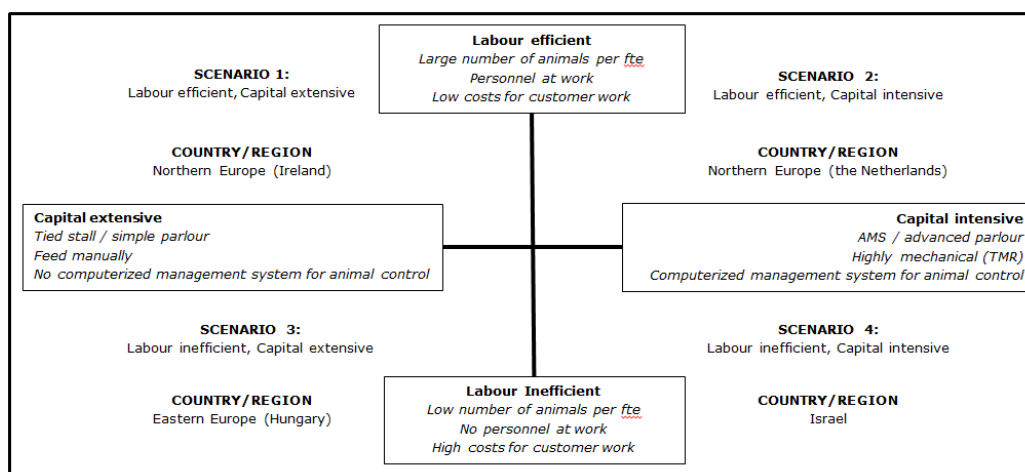 Labour efficient
Large number of animals per fte
Personnel at work
Low costs for customer work
SCENARIO 1:
Labour efficient, Capital extensive
SCENARIO 2:
Labour efficient, Capital intensive
COUNTRY/REGION
Northern Europe (Ireland)
COUNTRY/REGION
Northern Europe (the Netherlands)
Capital extensive
Tied stall / simple parlour
Feed manually
No computerized management system for animal control
Capital intensive
AMS / advanced parlour
Highly mechanical (TMR)
Computerized management system for animal control
SCENARIO 3:
Labour inefficient, Capital extensive
SCENARIO 4:
Labour inefficient, Capital intensive
COUNTRY/REGION
Eastern Europe (Hungary)
Labour Inefficient
Low number of animals per fte
No personnel at work
High costs for customer work
COUNTRY/REGION
Israel